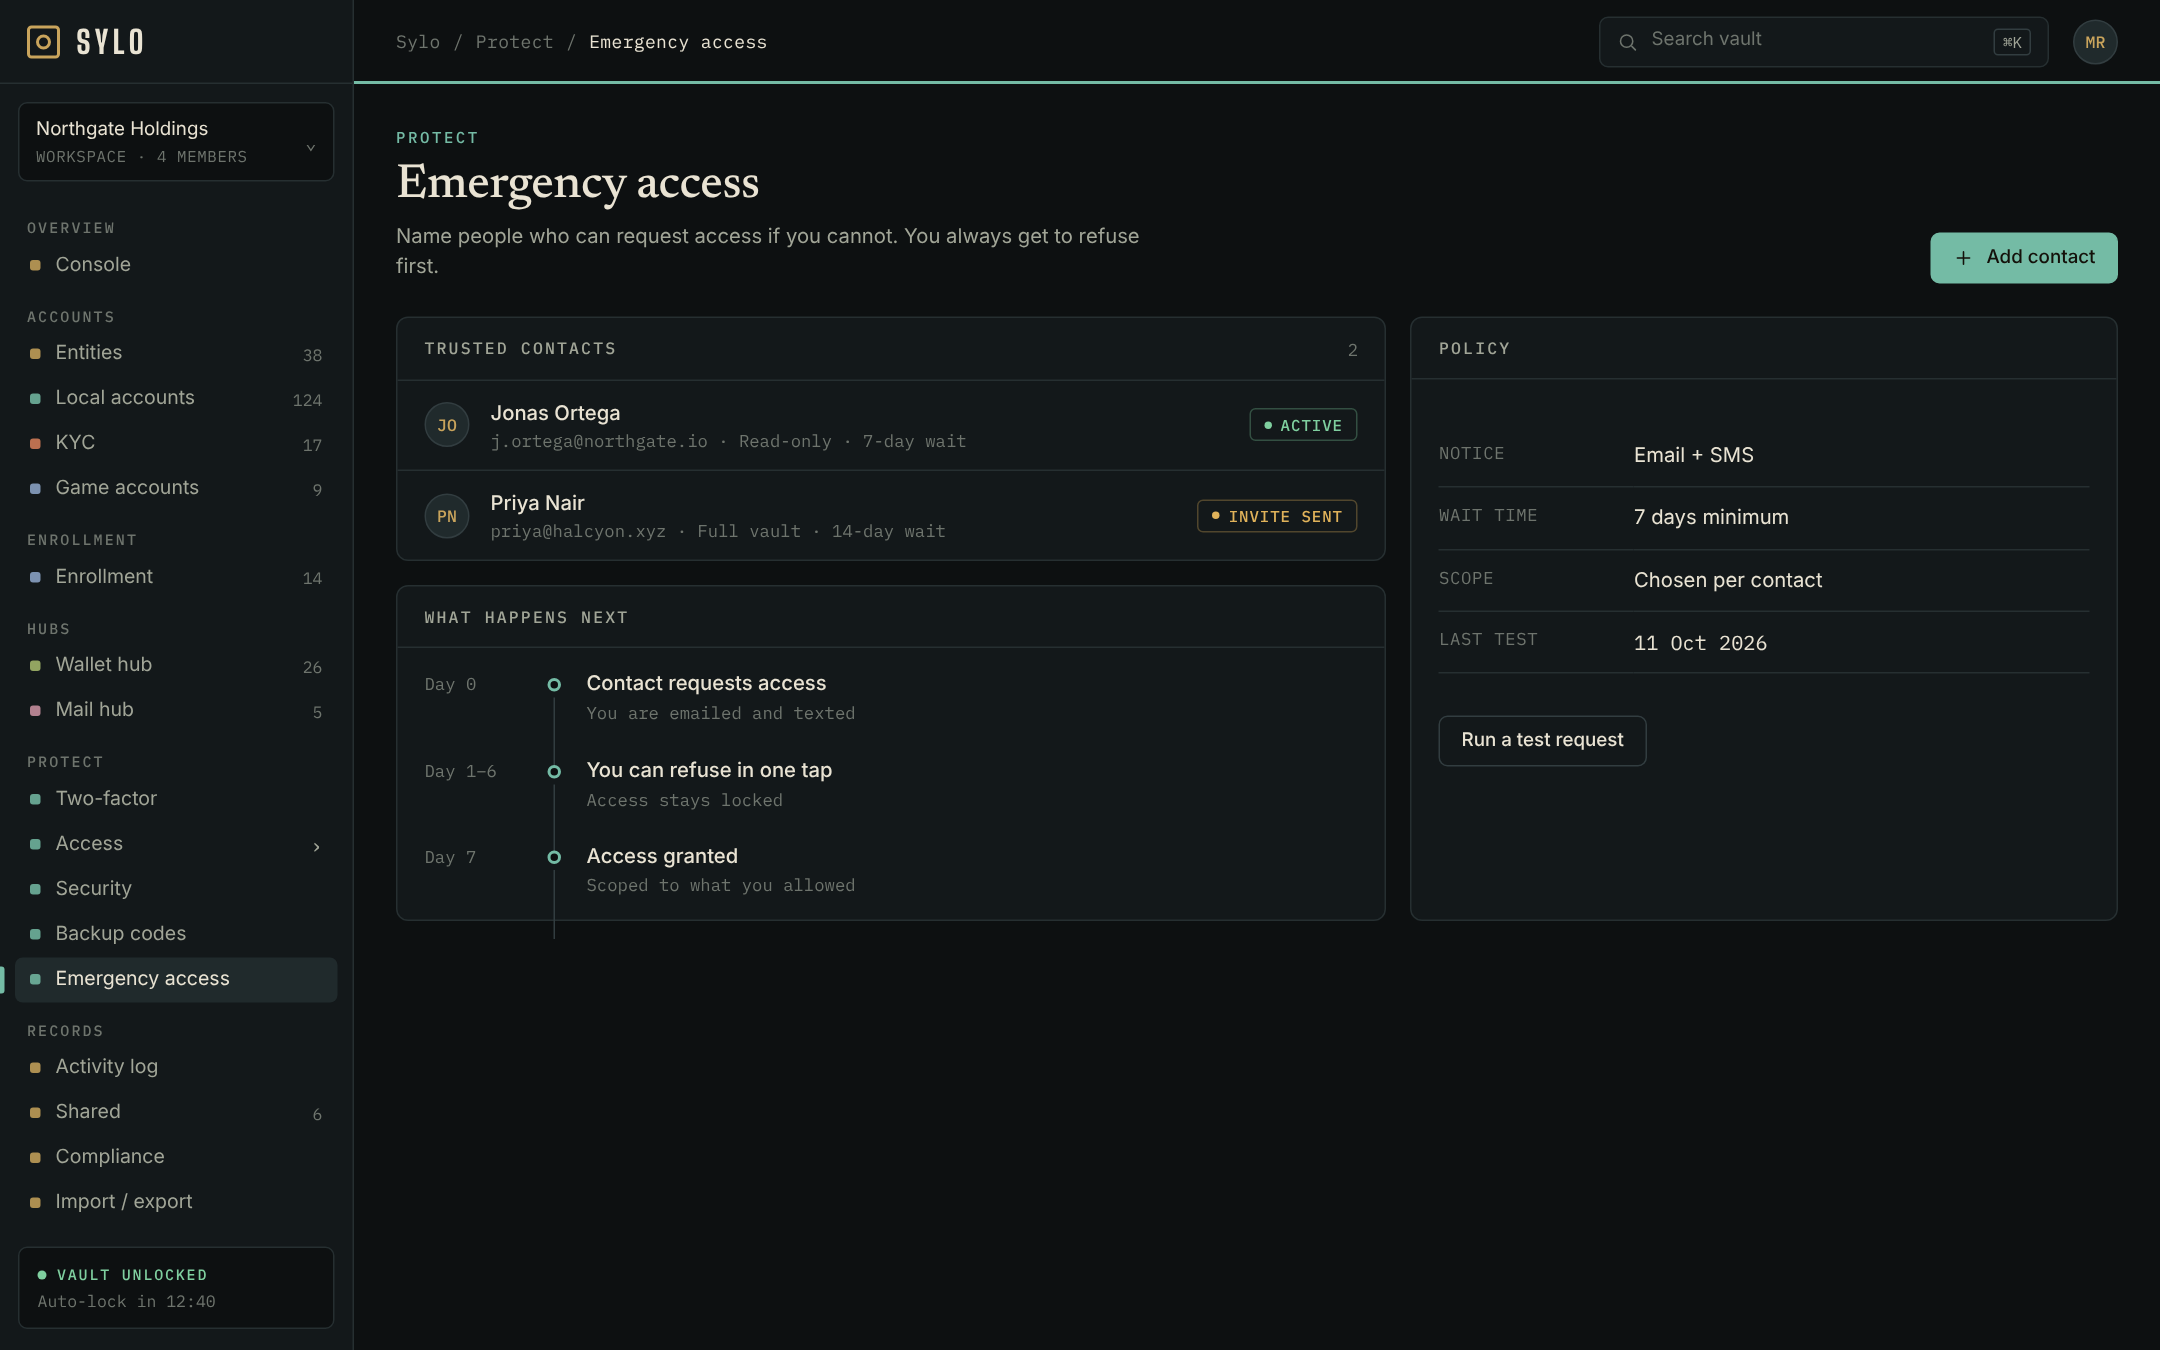 SYLO
Sylo / Protect / Emergency access
Search vault
⌘K
MR
Northgate Holdings
WORKSPACE · 4 MEMBERS
OVERVIEW
Console
ACCOUNTS
Entities 38
Local accounts 124
KYC 17
Game accounts 9
ENROLLMENT
Enrollment 14
HUBS
Wallet hub 26
Mail hub 5
PROTECT
Two-factor
Access
Security
Backup codes
Emergency access
RECORDS
Activity log
Shared 6
Compliance
Import / export
VAULT UNLOCKED
Auto-lock in 12:40
PROTECT
Emergency access
Name people who can request access if you cannot. You always get to refuse
first.
+ Add contact
TRUSTED CONTACTS 2
JO
Jonas Ortega
j.ortega@northgate.io · Read-only · 7-day wait
ACTIVE
PN
Priya Nair
priya@halcyon.xyz · Full vault · 14-day wait
INVITE SENT
WHAT HAPPENS NEXT
Day 0
Contact requests access
You are emailed and texted
Day 1–6
You can refuse in one tap
Access stays locked
Day 7
Access granted
Scoped to what you allowed
POLICY
NOTICE Email + SMS
WAIT TIME 7 days minimum
SCOPE Chosen per contact
LAST TEST 11 Oct 2026
Run a test request